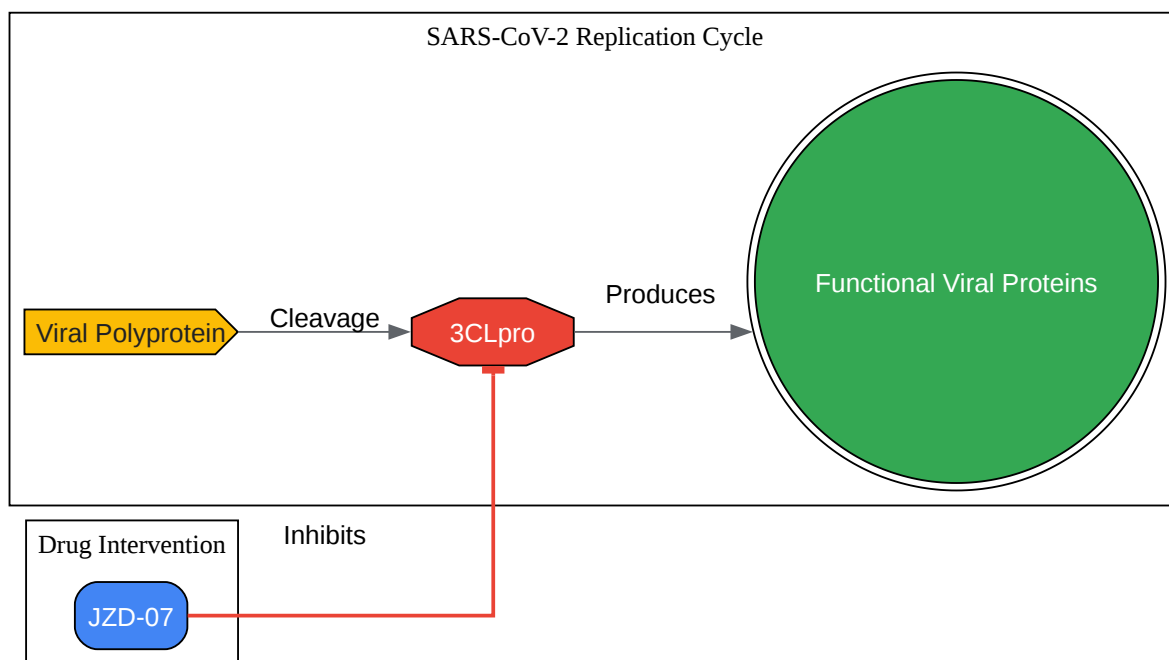 SARS-CoV-2 Replication Cycle
Viral Polyprotein
Cleavage
3CLpro
Produces
Functional Viral Proteins
Inhibits
Drug Intervention
JZD-07